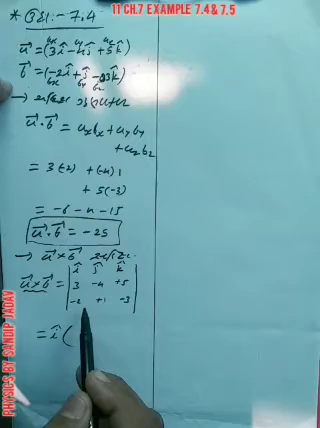 11 CH.7 EXAMPLE 7.4 & 7.5
* ઉદા:- 7.4
a⃗ = (3î - 4ĵ + 5k̂)
b⃗ = (-2î + ĵ - 3k̂)
a⃗ · b⃗ = axbx + ayby
+ azbz
= 3(-2) + (-4)1
+ 5(-3)
= -6 - 4 - 15
a⃗ · b⃗ = -25
→ a⃗ × b⃗
a⃗ × b⃗ = | î ĵ k̂ |
| 3 -4 +5 |
| -2 +1 -3 |
= î (
PHYSICS BY SANDIP JADAV